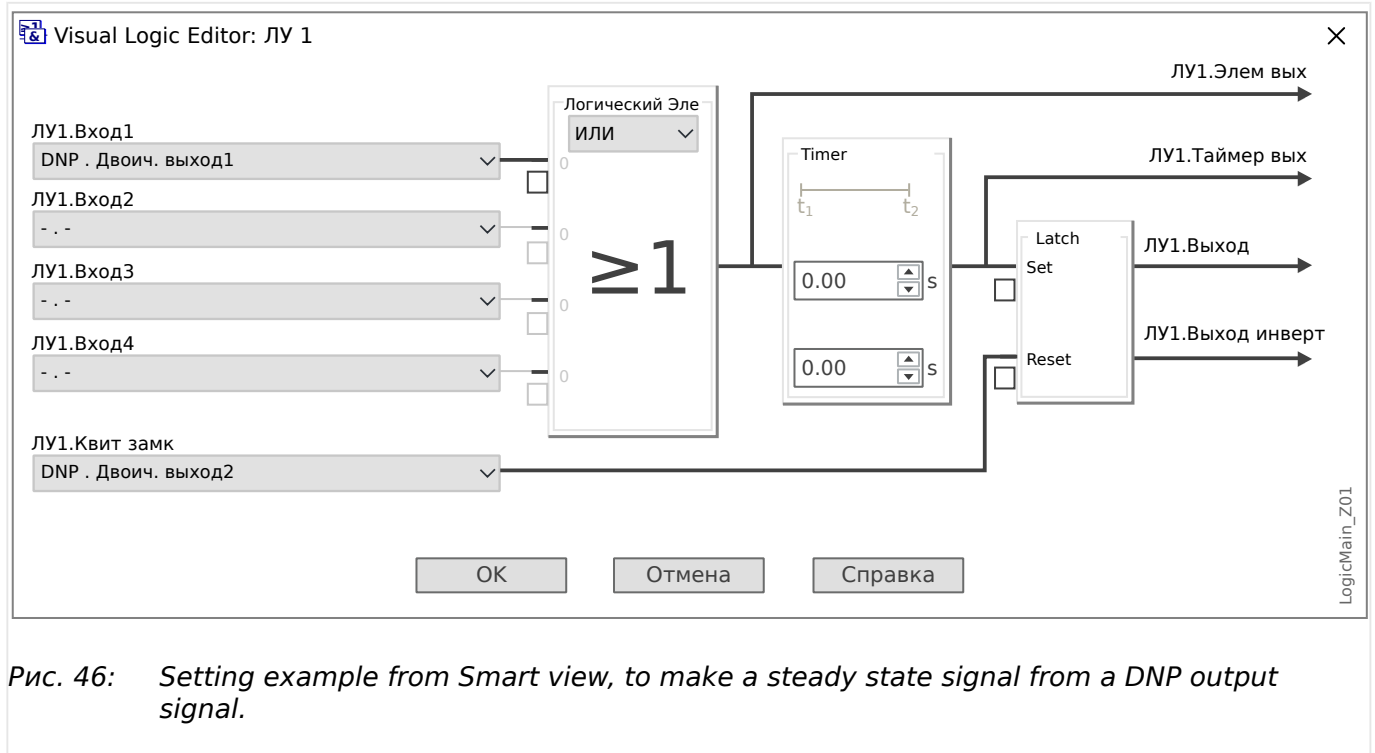 Visual Logic Editor: ЛУ 1
ЛУ1.Элем вых
Логический Эле
ИЛИ
ЛУ1.Вход1
DNP . Двоич. выход1
0
ЛУ1.Вход2
- . -
0
ЛУ1.Вход3
- . -
0
ЛУ1.Вход4
- . -
0
≥1
Timer
t1 t2
0.00 s
0.00 s
ЛУ1.Таймер вых
Latch
Set
Reset
ЛУ1.Выход
ЛУ1.Выход инверт
ЛУ1.Квит замк
DNP . Двоич. выход2
OK Отмена Справка
LogicMain_Z01
Рис. 46: Setting example from Smart view, to make a steady state signal from a DNP output
signal.